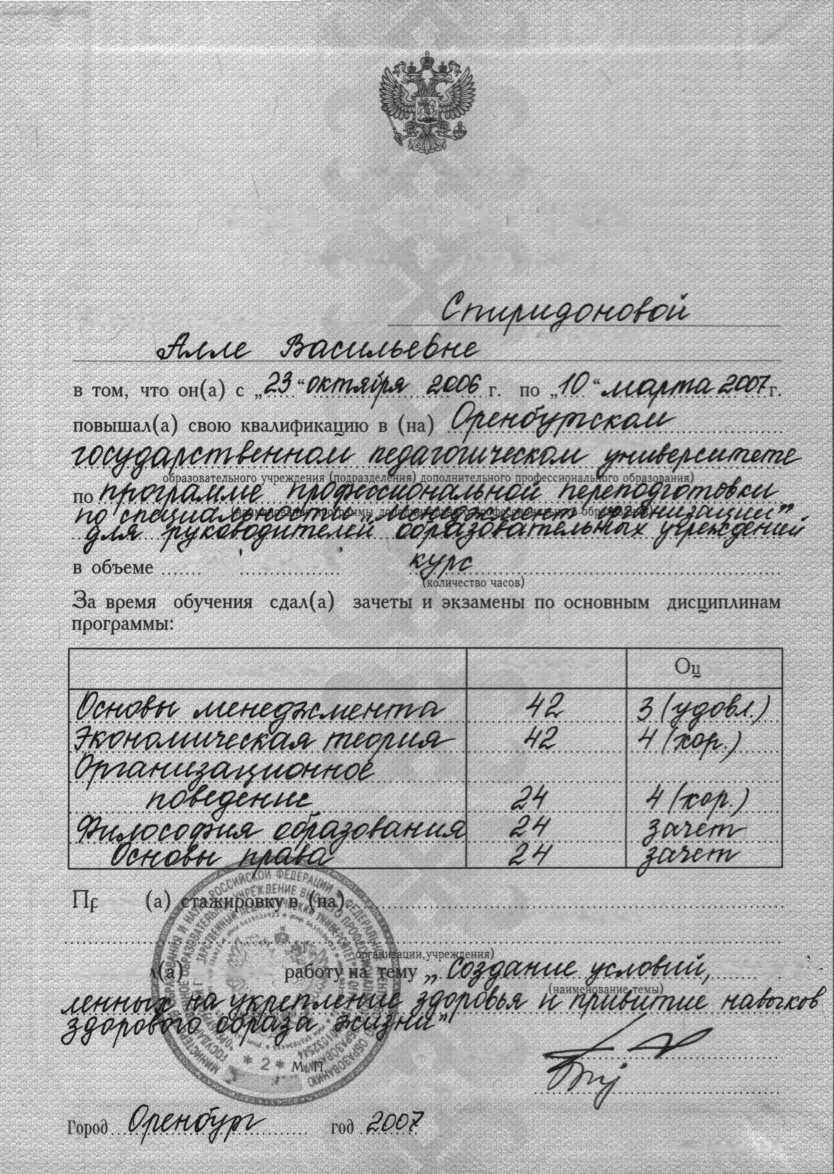 Спиридоновой
Алле Васильевне
в том, что он(а) с „23“ октября 2006 г. по „10“ марта 2007 г.
повышал(а) свою квалификацию в (на) Оренбургском
государственном педагогическом университете
образовательного учреждения (подразделения) дополнительного профессионального образования)
по программе профессиональной переподготовки
по специальности „Менеджмент организации”
для руководителей образовательных учреждений
в объеме курс
(количество часов)
За время обучения сдал(а) зачеты и экзамены по основным дисциплинам
программы:
Оц
Основы менеджмента 42 3 (удовл.)
Экономическая теория 42 4 (хор.)
Организационное
поведение 24 4 (хор.)
Философия образования 24 зачет
Основы права 24 зачет
Пр (а) стажировку в (на)
организации, учреждения)
л(а) работу на тему „Создание условий,
(наименование темы)
ленных на укрепление здоровья и привитие навыков
здорового образа жизни”
* 2 * М.П.
Город Оренбург год 2007